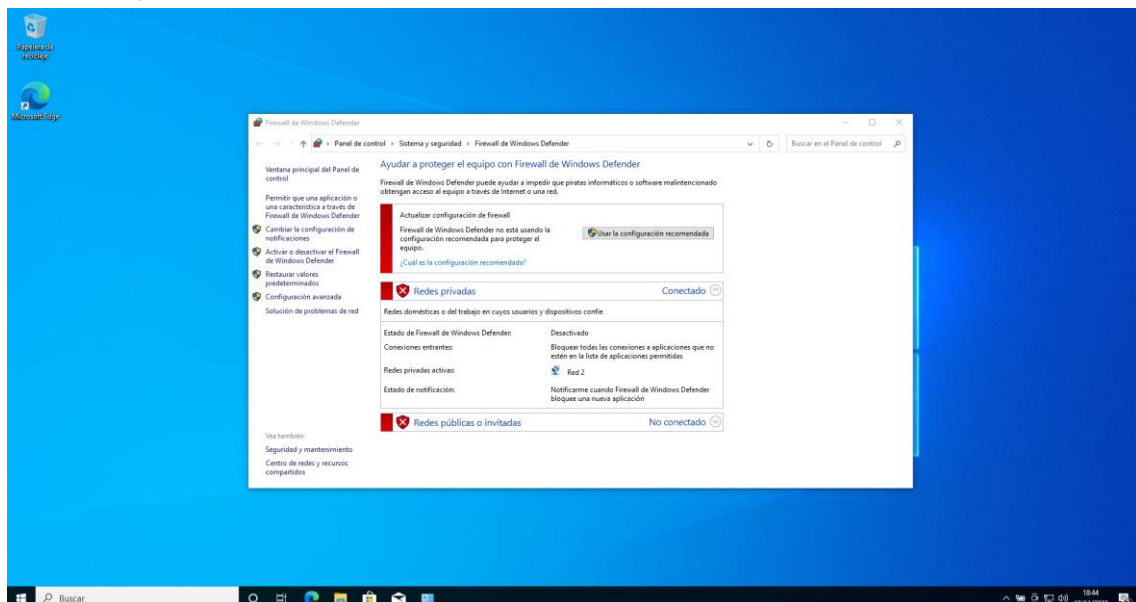 Papelera de
reciclaje
Microsoft Edge
Firewall de Windows Defender
Panel de control > Sistema y seguridad > Firewall de Windows Defender
Buscar en el Panel de control
Ventana principal del Panel de
control
Permitir que una aplicación o
una característica a través de
Firewall de Windows Defender
Cambiar la configuración de
notificaciones
Activar o desactivar el Firewall
de Windows Defender
Restaurar valores
predeterminados
Configuración avanzada
Solución de problemas de red
Vea también
Seguridad y mantenimiento
Centro de redes y recursos
compartidos
Ayudar a proteger el equipo con Firewall de Windows Defender
Firewall de Windows Defender puede ayudar a impedir que piratas informáticos o software malintencionado
obtengan acceso al equipo a través de Internet o una red.
Actualizar configuración de firewall
Firewall de Windows Defender no está usando la
configuración recomendada para proteger el
equipo.
¿Cuál es la configuración recomendada?
Usar la configuración recomendada
Redes privadas Conectado
Redes domésticas o del trabajo en cuyos usuarios y dispositivos confíe
Estado de Firewall de Windows Defender: Desactivado
Conexiones entrantes: Bloquear todas las conexiones a aplicaciones que no
estén en la lista de aplicaciones permitidas
Redes privadas activas: Red 2
Estado de notificación: Notificarme cuando Firewall de Windows Defender
bloquee una nueva aplicación
Redes públicas o invitadas No conectado
Buscar
18:44